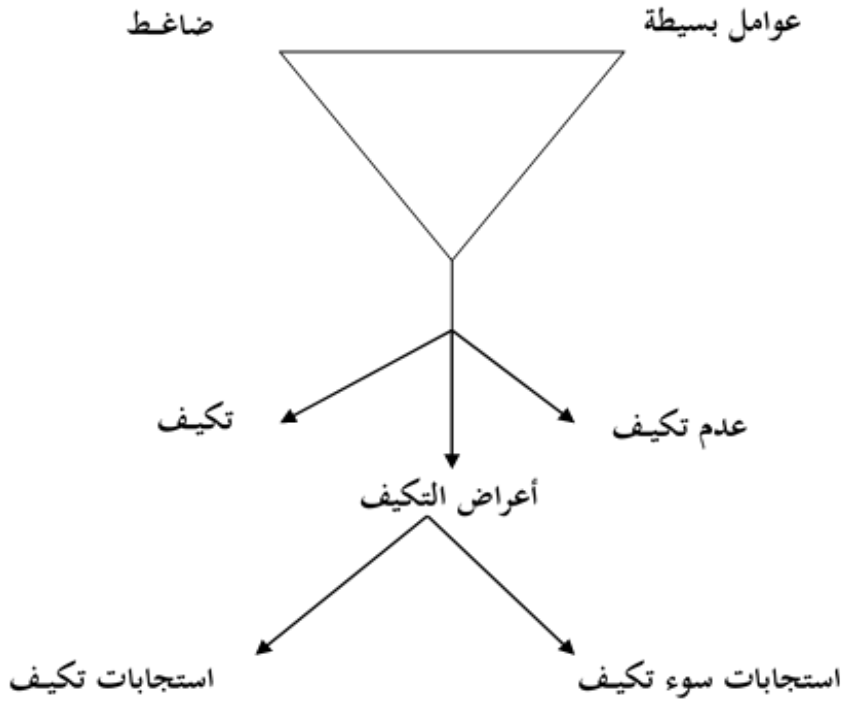 عوامل بسيطة
ضاغـط
عدم تكيـف
تكيـف
أعراض التكيف
استجابات سوء تكيـف
استجابات تكيـف